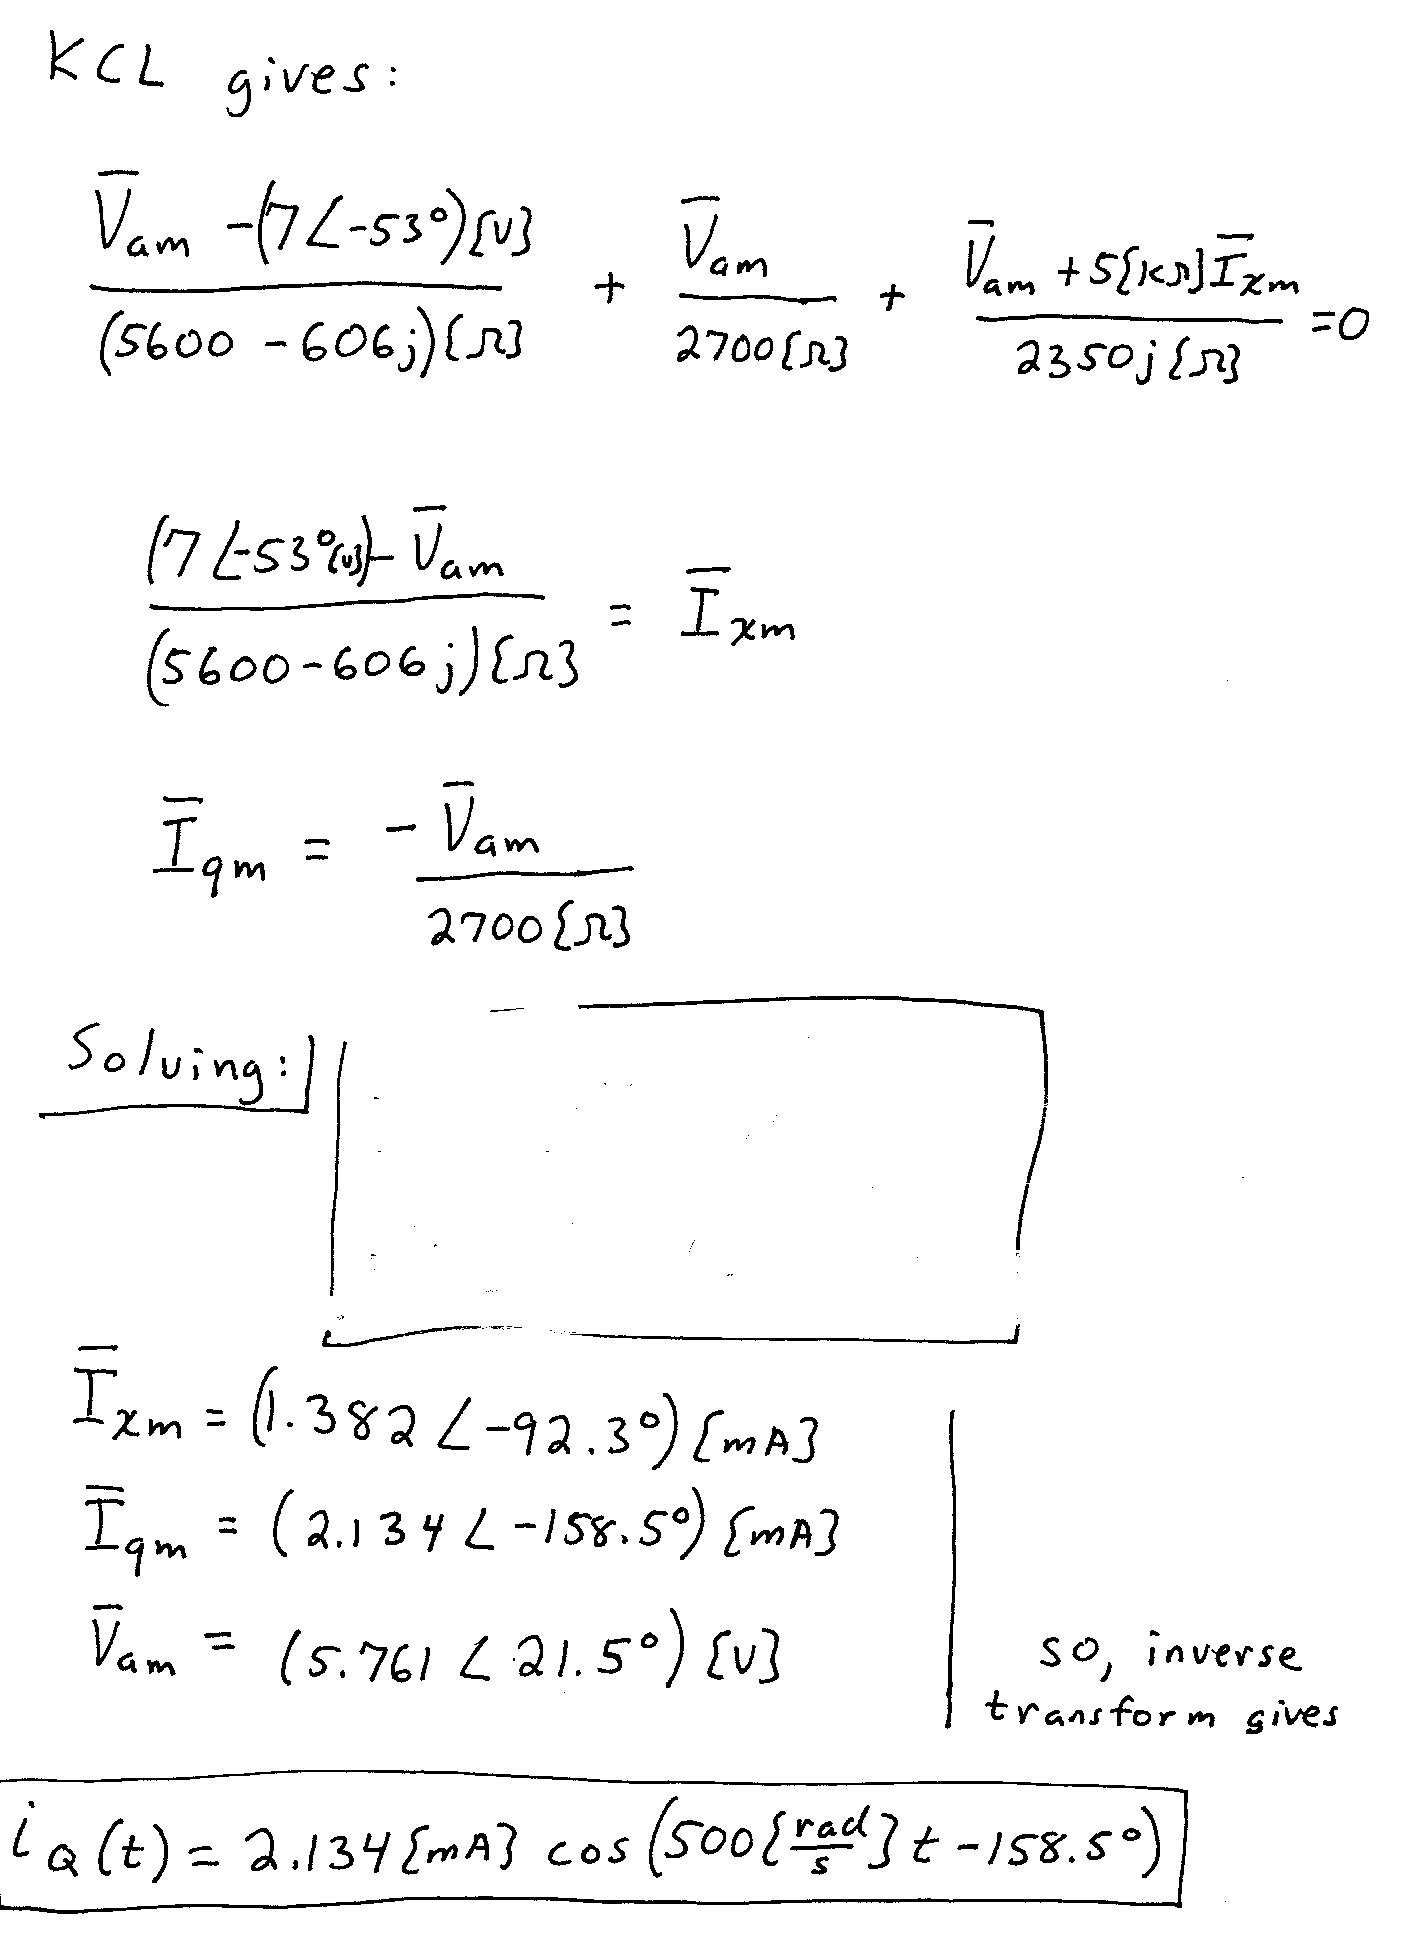 KCL gives:
(V̄am - (7∠-53°){V}) / ((5600 - 606j){Ω}) + V̄am / (2700{Ω}) + (V̄am + 5{kΩ}Īxm) / (2350j{Ω}) = 0
((7∠-53°{V}) - V̄am) / ((5600 - 606j){Ω}) = Īxm
Īqm = -V̄am / (2700{Ω})
Solving:
Īxm = (1.382∠-92.3°){mA}
Īqm = (2.134∠-158.5°){mA}
V̄am = (5.761∠21.5°){V}
so, inverse
transform gives
iQ(t) = 2.134{mA} cos(500{rad/s}t - 158.5°)